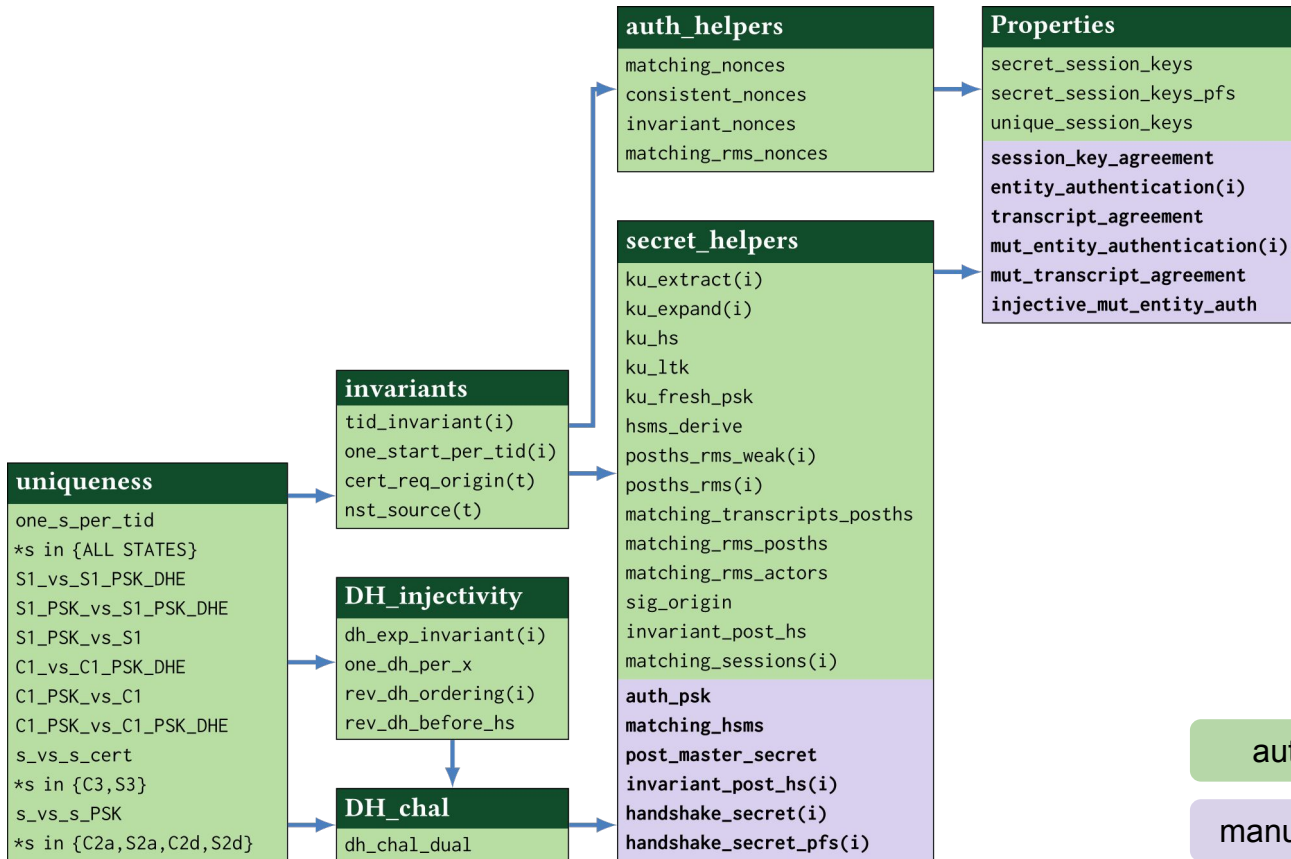 auth_helpers
matching_nonces
consistent_nonces
invariant_nonces
matching_rms_nonces
Properties
secret_session_keys
secret_session_keys_pfs
unique_session_keys
session_key_agreement
entity_authentication(i)
transcript_agreement
mut_entity_authentication(i)
mut_transcript_agreement
injective_mut_entity_auth
secret_helpers
ku_extract(i)
ku_expand(i)
ku_hs
ku_ltk
ku_fresh_psk
hsms_derive
posths_rms_weak(i)
posths_rms(i)
matching_transcripts_posths
matching_rms_posths
matching_rms_actors
sig_origin
invariant_post_hs
matching_sessions(i)
auth_psk
matching_hsms
post_master_secret
invariant_post_hs(i)
handshake_secret(i)
handshake_secret_pfs(i)
invariants
tid_invariant(i)
one_start_per_tid(i)
cert_req_origin(t)
nst_source(t)
uniqueness
one_s_per_tid
*s in {ALL STATES}
S1_vs_S1_PSK_DHE
S1_PSK_vs_S1_PSK_DHE
S1_PSK_vs_S1
C1_vs_C1_PSK_DHE
C1_PSK_vs_C1
C1_PSK_vs_C1_PSK_DHE
s_vs_s_cert
*s in {C3,S3}
s_vs_s_PSK
*s in {C2a,S2a,C2d,S2d}
DH_injectivity
dh_exp_invariant(i)
one_dh_per_x
rev_dh_ordering(i)
rev_dh_before_hs
DH_chal
dh_chal_dual